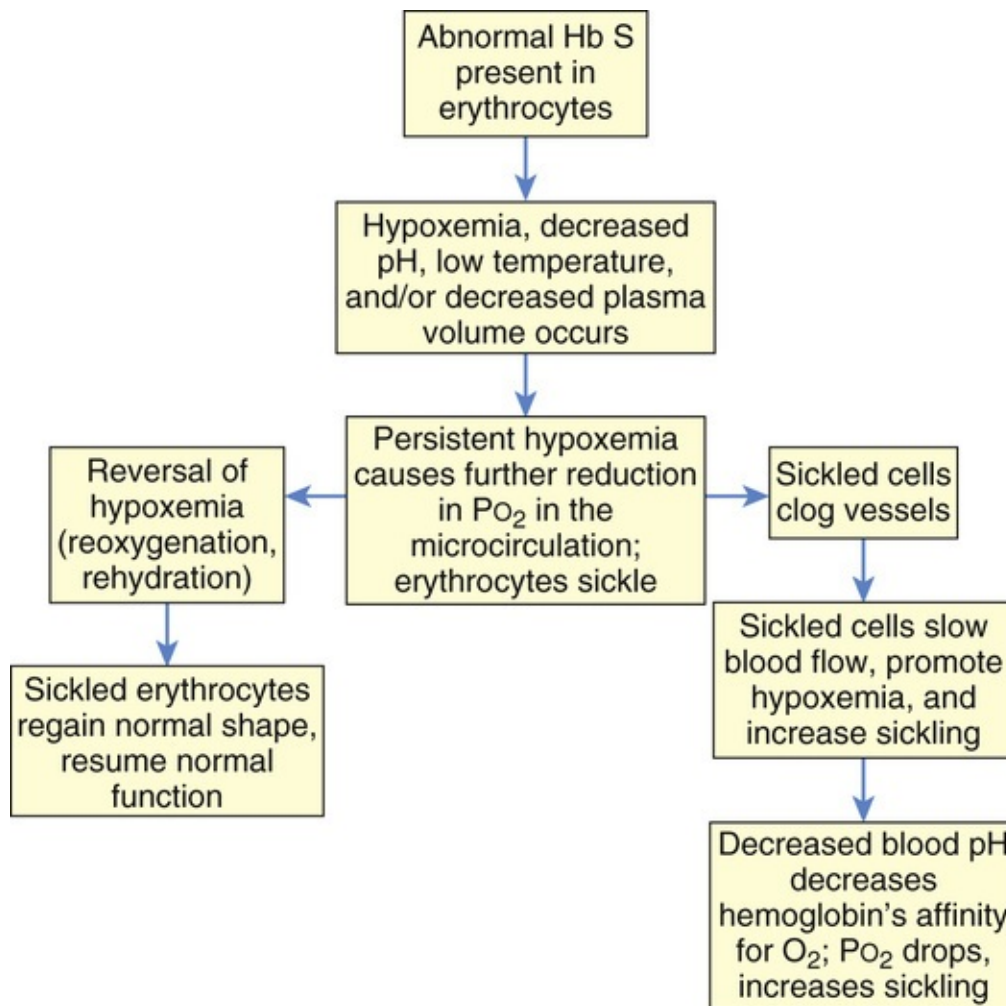 Abnormal Hb S
present in
erythrocytes
Hypoxemia, decreased
pH, low temperature,
and/or decreased plasma
volume occurs
Persistent hypoxemia
causes further reduction
in PO₂ in the
microcirculation;
erythrocytes sickle
Reversal of
hypoxemia
(reoxygenation,
rehydration)
Sickled erythrocytes
regain normal shape,
resume normal
function
Sickled cells
clog vessels
Sickled cells slow
blood flow, promote
hypoxemia, and
increase sickling
Decreased blood pH
decreases
hemoglobin’s affinity
for O₂; PO₂ drops,
increases sickling